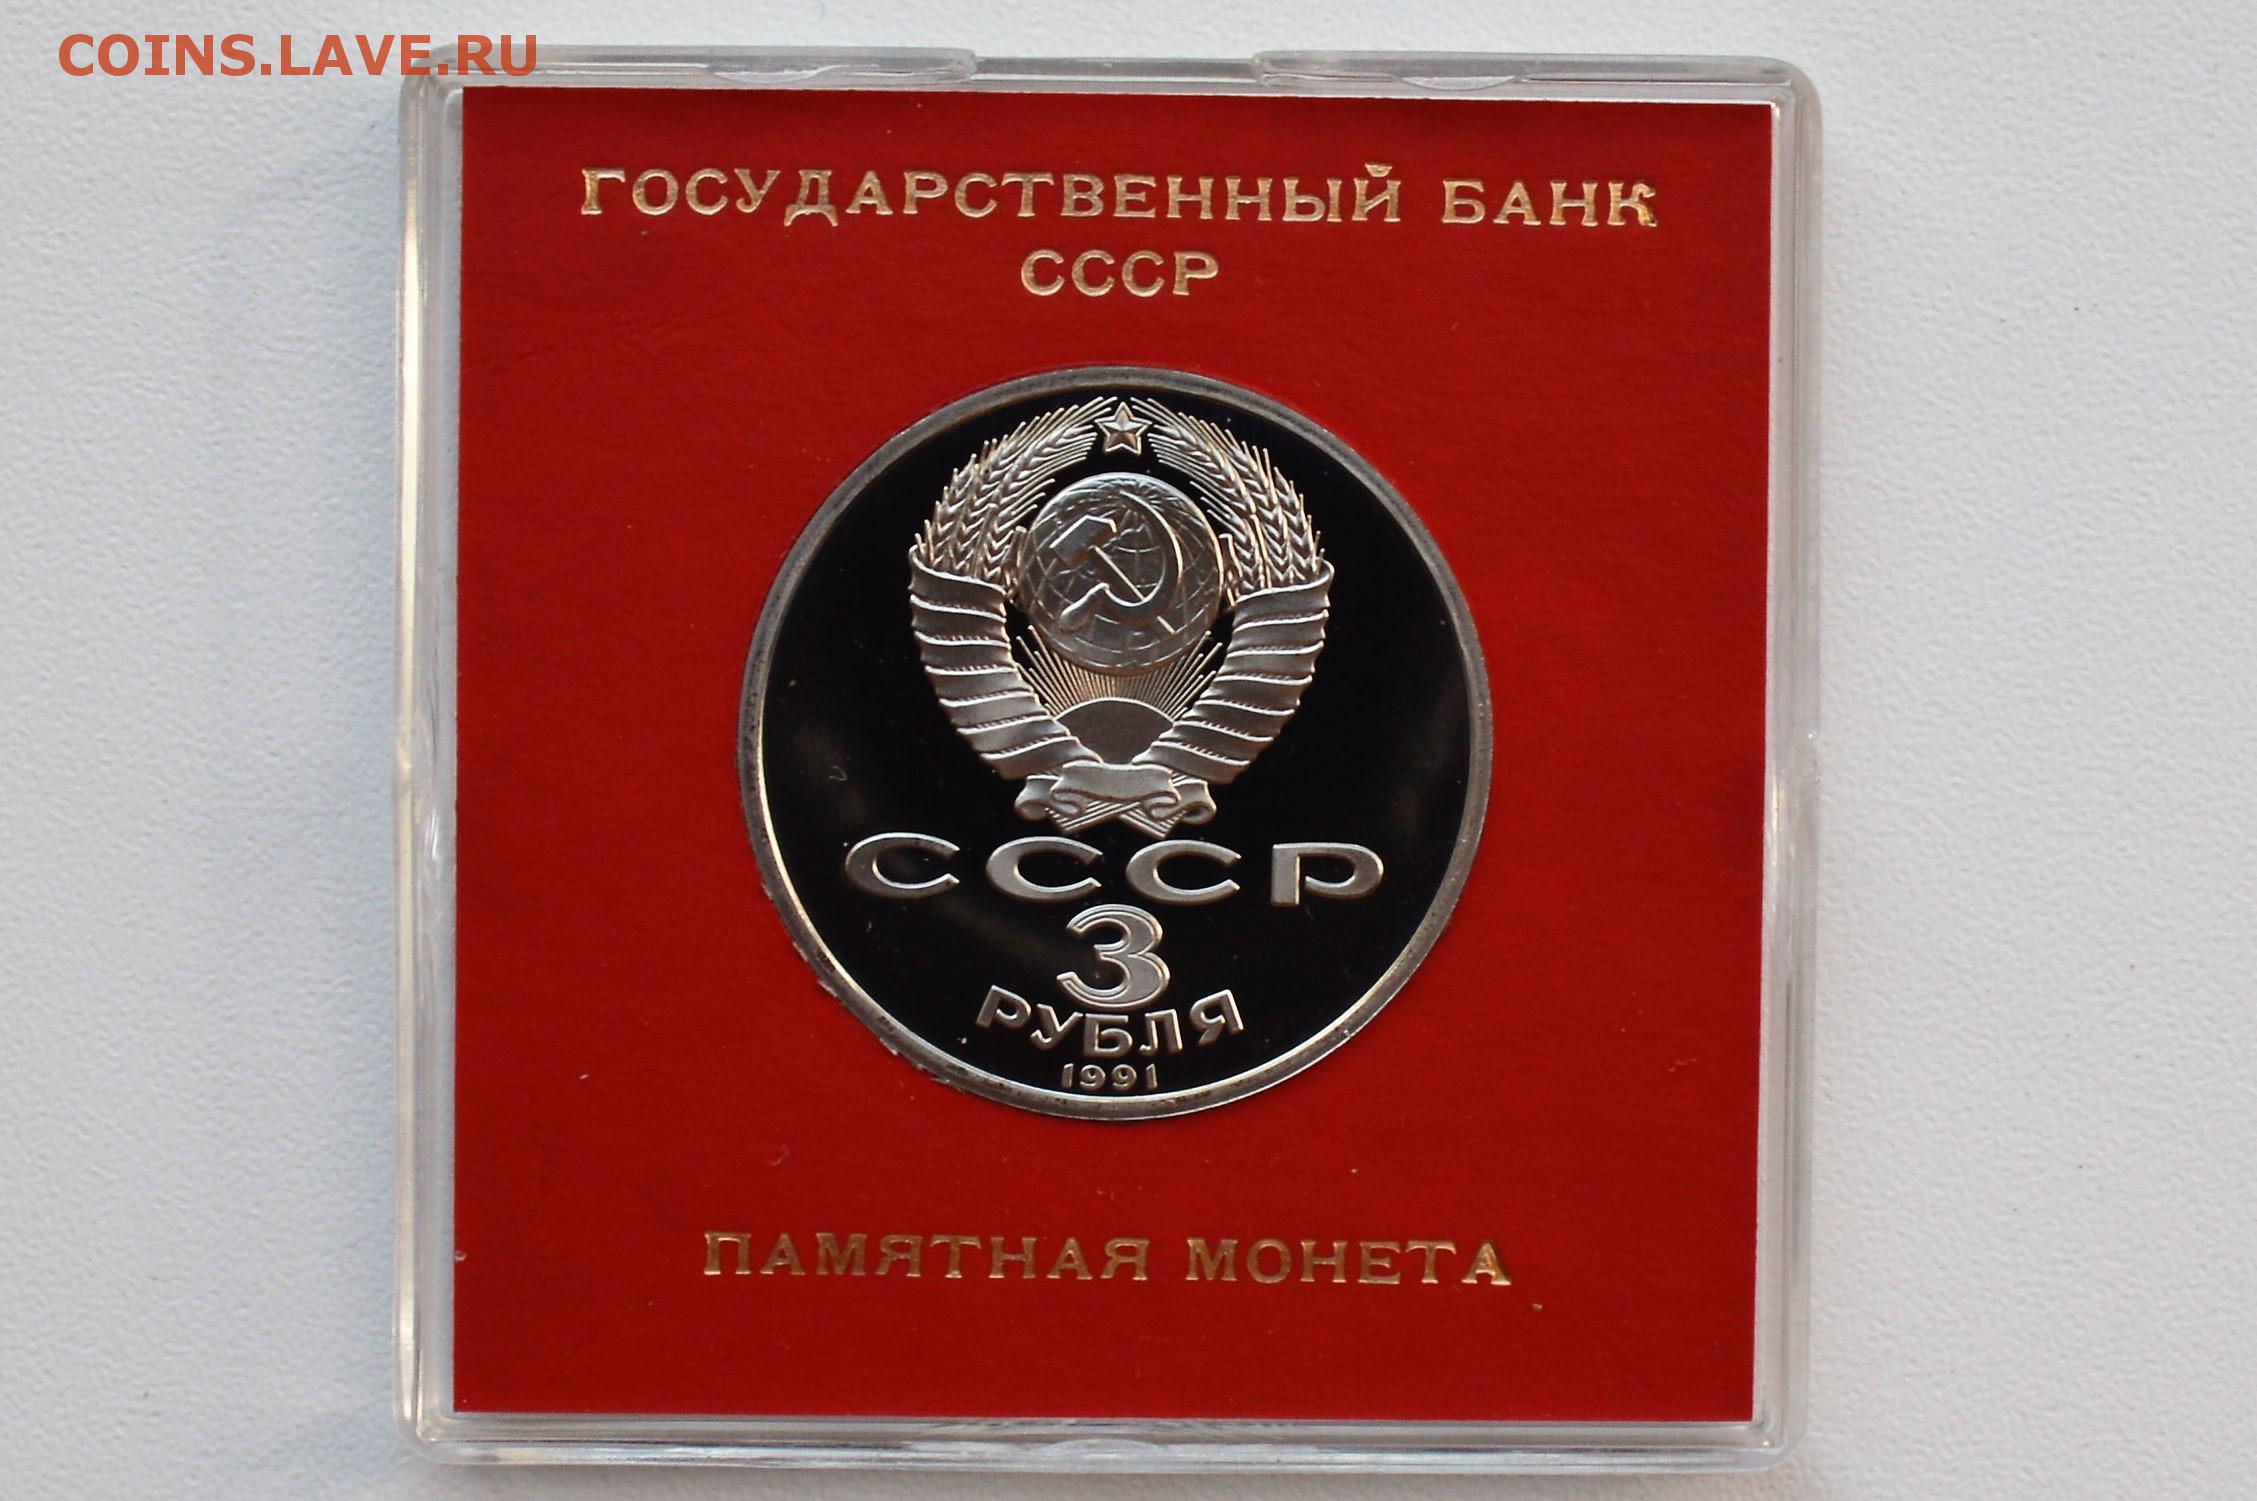 COINS.LAVE.RU
ГОСУДАРСТВЕННЫЙ БАНК
СССР
СССР
3
РУБЛЯ
1991
ПАМЯТНАЯ МОНЕТА